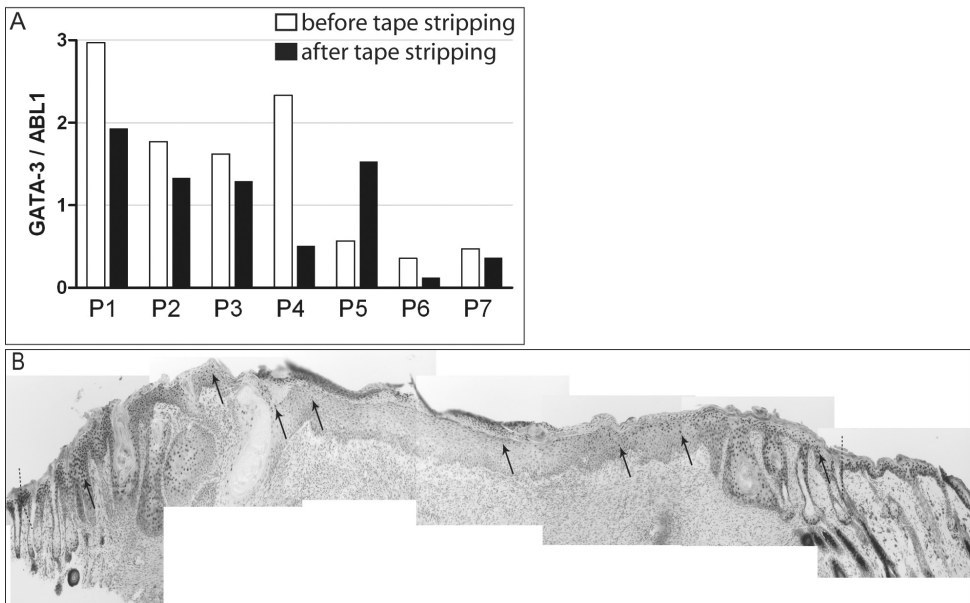 A
before tape stripping
after tape stripping
GATA-3 / ABL1
3
2
1
0
P1 P2 P3 P4 P5 P6 P7
B